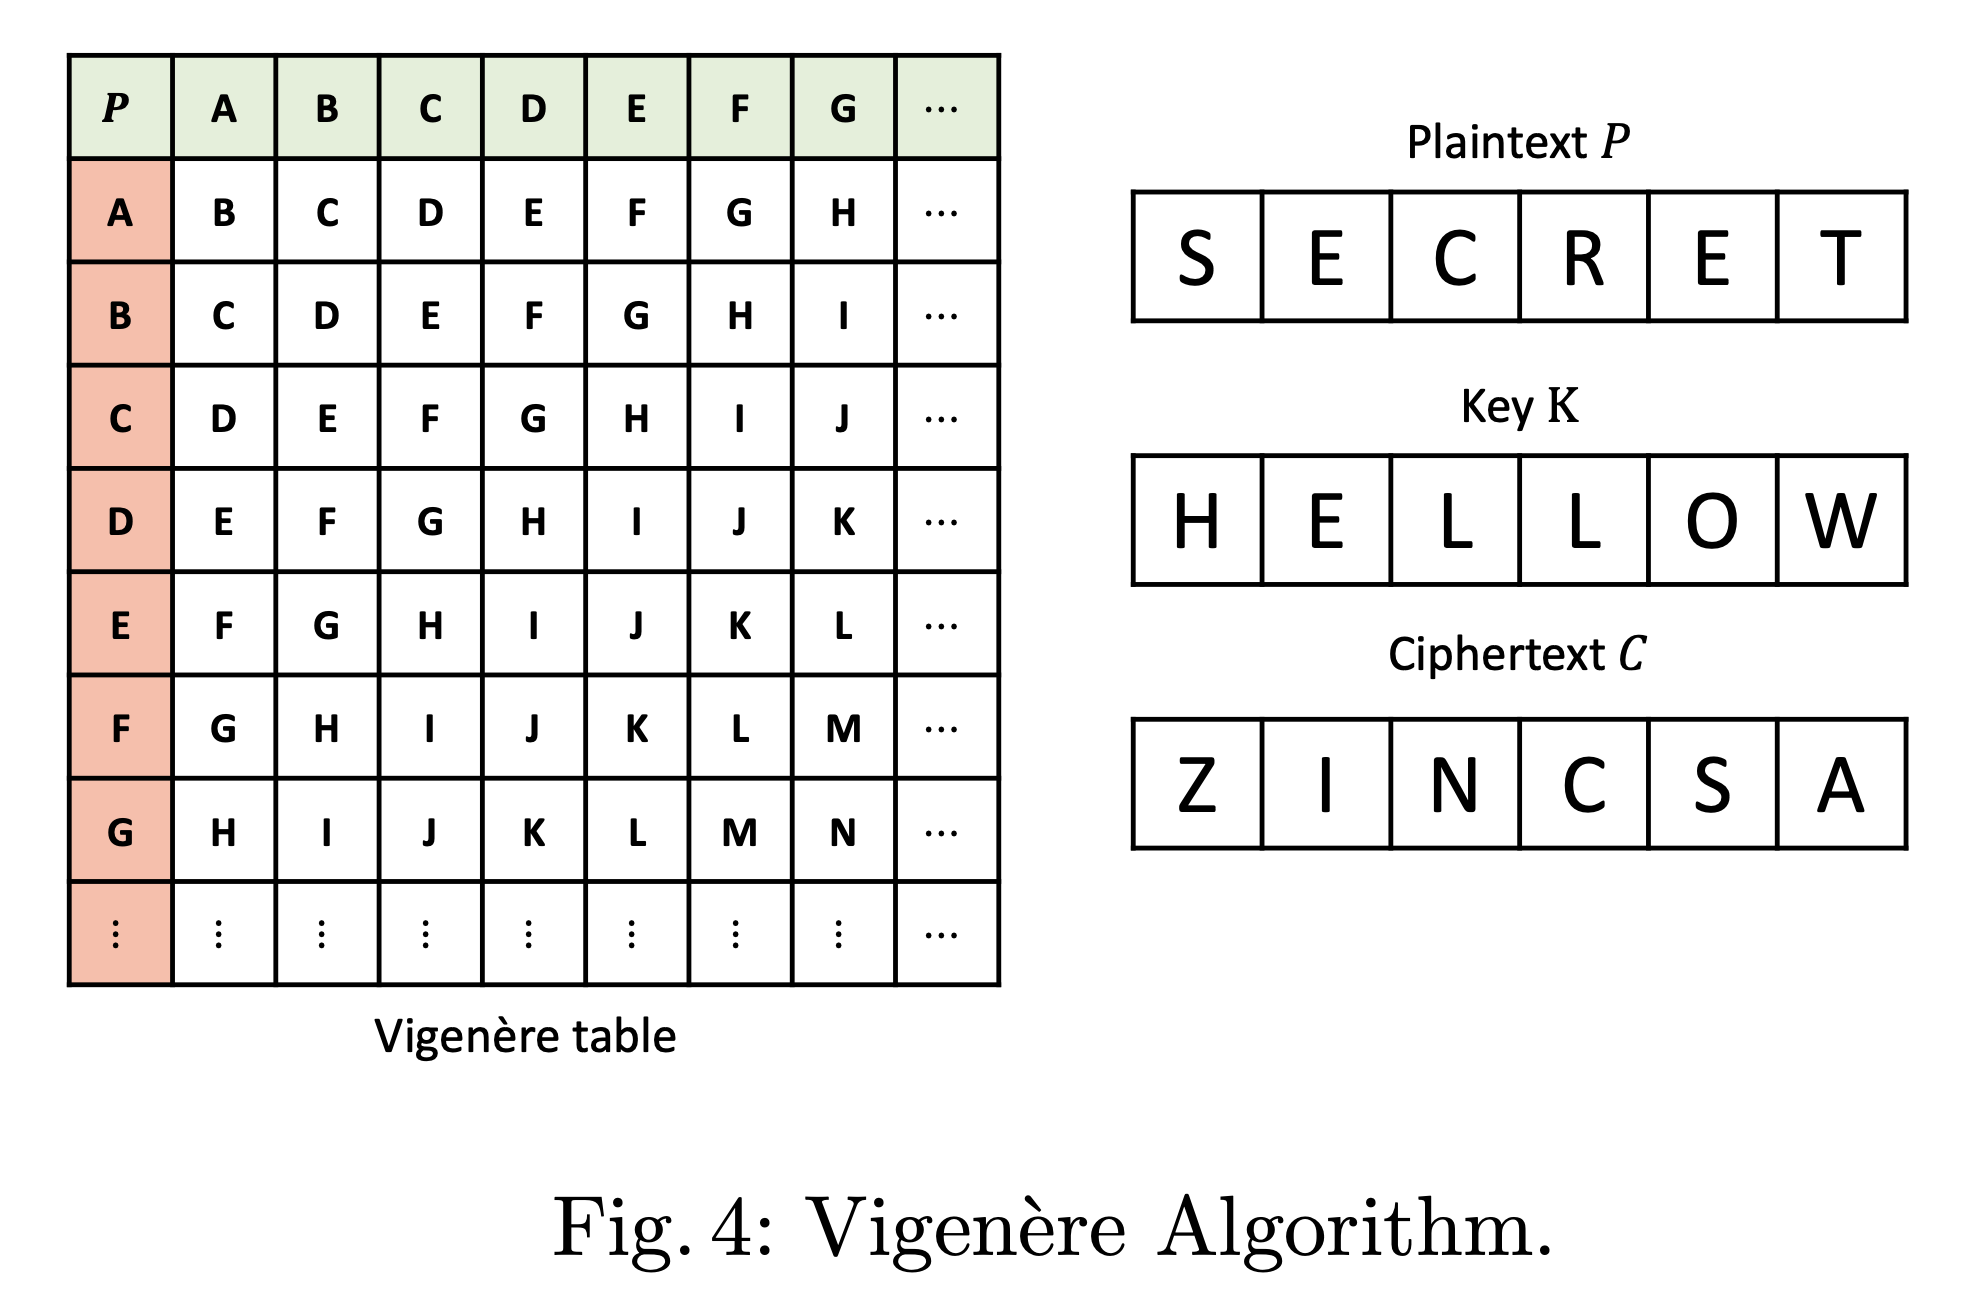 P A B C D E F G ...
A B C D E F G H ...
B C D E F G H I ...
C D E F G H I J ...
D E F G H I J K ...
E F G H I J K L ...
F G H I J K L M ...
G H I J K L M N ...
⋮ ⋮ ⋮ ⋮ ⋮ ⋮ ⋮ ⋮ ...
Vigenère table
Plaintext P
S E C R E T
Key K
H E L L O W
Ciphertext C
Z I N C S A
Fig. 4: Vigenère Algorithm.